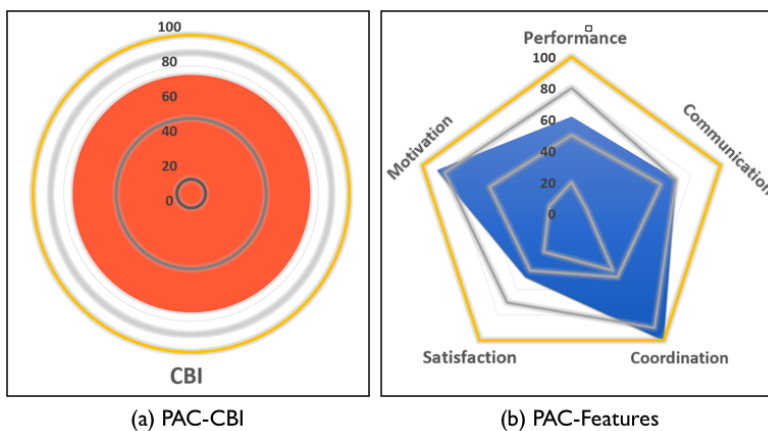 100
80
60
40
20
0
CBI
(a) PAC-CBI
Performance
100
80
60
40
20
0
Motivation
Communication
Satisfaction
Coordination
(b) PAC-Features